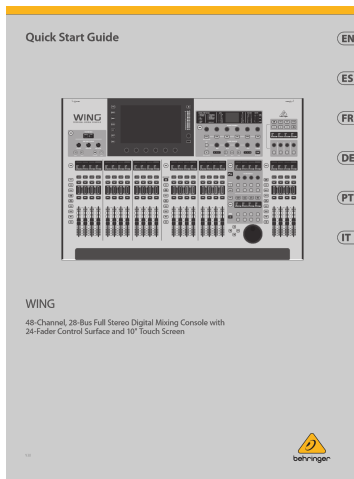 Quick Start Guide
EN
ES
FR
DE
PT
IT
WING
WING
48-Channel, 28-Bus Full Stereo Digital Mixing Console with
24-Fader Control Surface and 10" Touch Screen
behringer